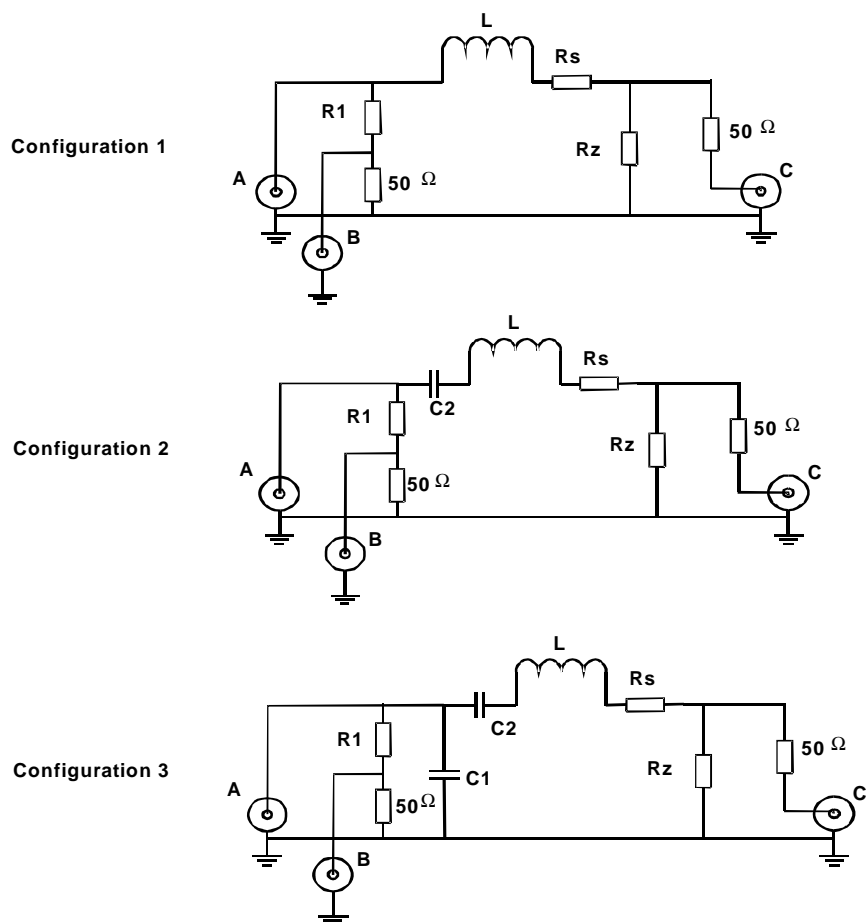 L
Rs
R1
50 Ω
Configuration 1
Rz
A
50 Ω
C
B
L
Rs
C2
R1
50 Ω
Configuration 2
Rz
A
50 Ω
C
B
L
Rs
C2
R1
50 Ω
Configuration 3
C1
Rz
A
50 Ω
C
B